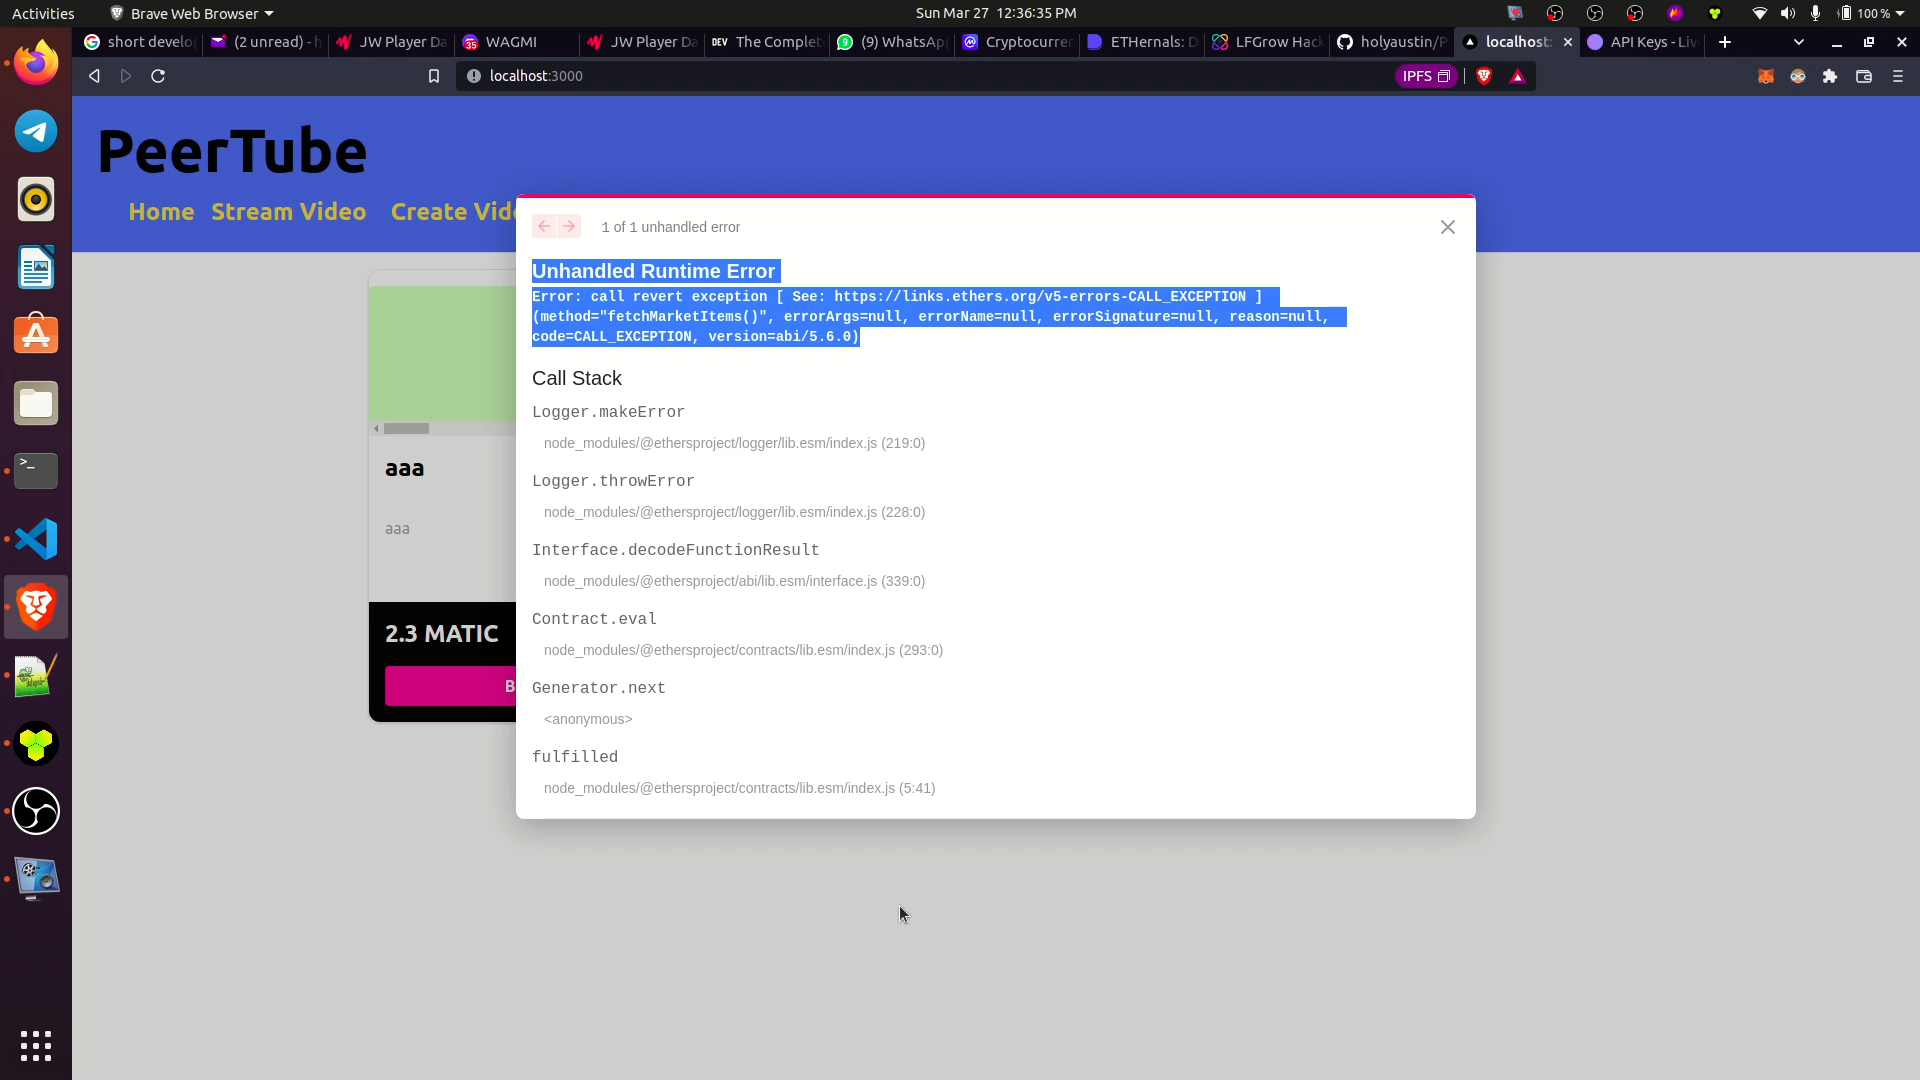 Activities
Brave Web Browser
Sun Mar 27 12:36:35 PM
100 %
short develo
(2 unread) - h
JW Player Da
WAGMI
JW Player Da
DEV The Complet
(9) WhatsAp
Cryptocurren
ETHernals: D
LFGrow Hack
holyaustin/P
localhost:
API Keys - Liv
localhost:3000
IPFS
PeerTube
Home Stream Video Create Vide
1 of 1 unhandled error
Unhandled Runtime Error
Error: call revert exception [ See: https://links.ethers.org/v5-errors-CALL_EXCEPTION ]
(method="fetchMarketItems()", errorArgs=null, errorName=null, errorSignature=null, reason=null,
code=CALL_EXCEPTION, version=abi/5.6.0)
Call Stack
Logger.makeError
node_modules/@ethersproject/logger/lib.esm/index.js (219:0)
Logger.throwError
node_modules/@ethersproject/logger/lib.esm/index.js (228:0)
Interface.decodeFunctionResult
node_modules/@ethersproject/abi/lib.esm/interface.js (339:0)
Contract.eval
node_modules/@ethersproject/contracts/lib.esm/index.js (293:0)
Generator.next
<anonymous>
fulfilled
node_modules/@ethersproject/contracts/lib.esm/index.js (5:41)
aaa
aaa
2.3 MATIC
B